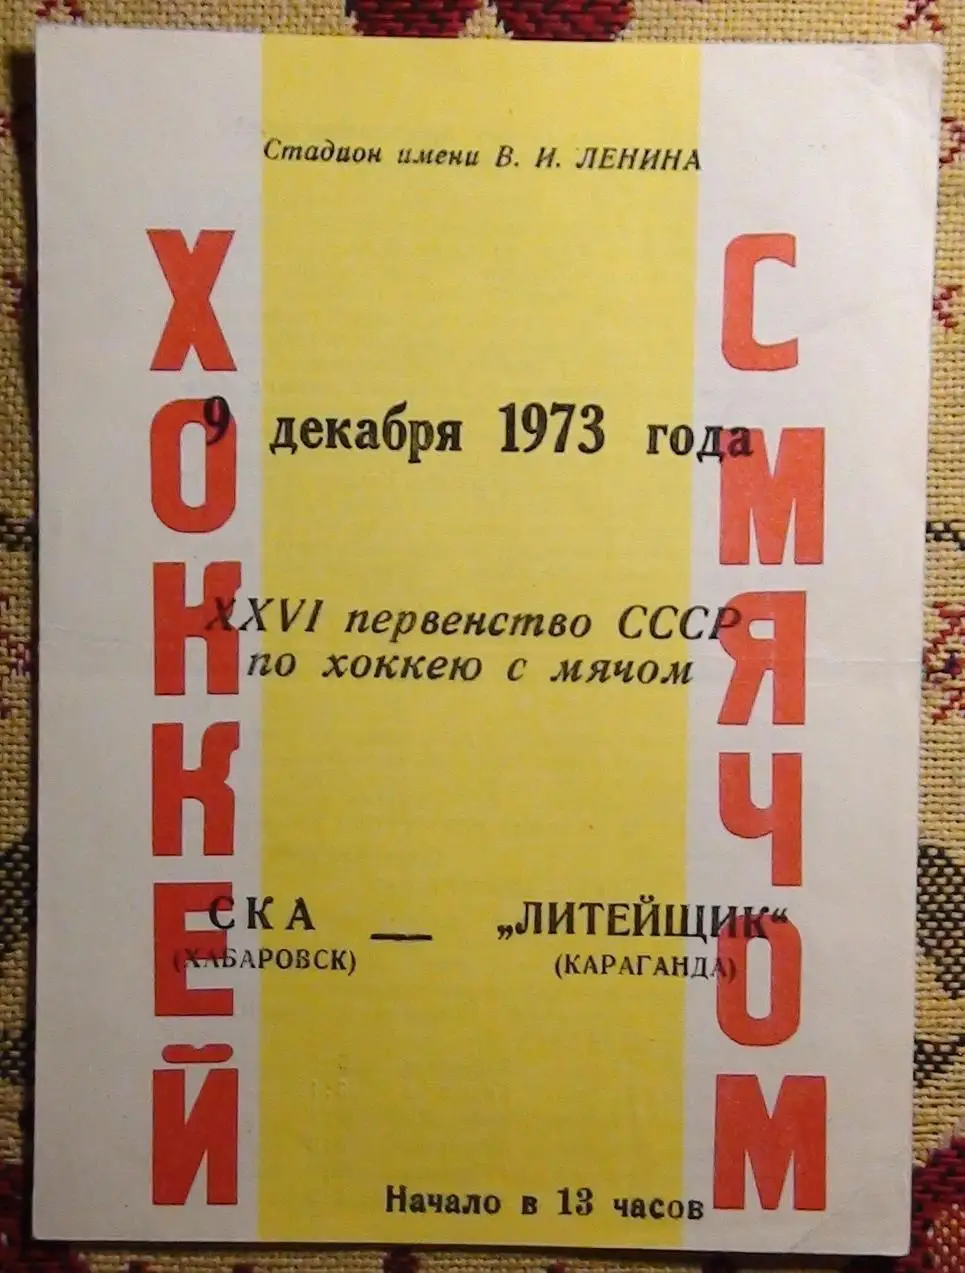 Стадион имени В. И. ЛЕНИНА
ХОККЕЙ
С МЯЧОМ
9 декабря 1973 года
XXVI первенство СССР
по хоккею с мячом
СКА — „ЛИТЕЙЩИК“
(ХАБАРОВСК) (КАРАГАНДА)
Начало в 13 часов